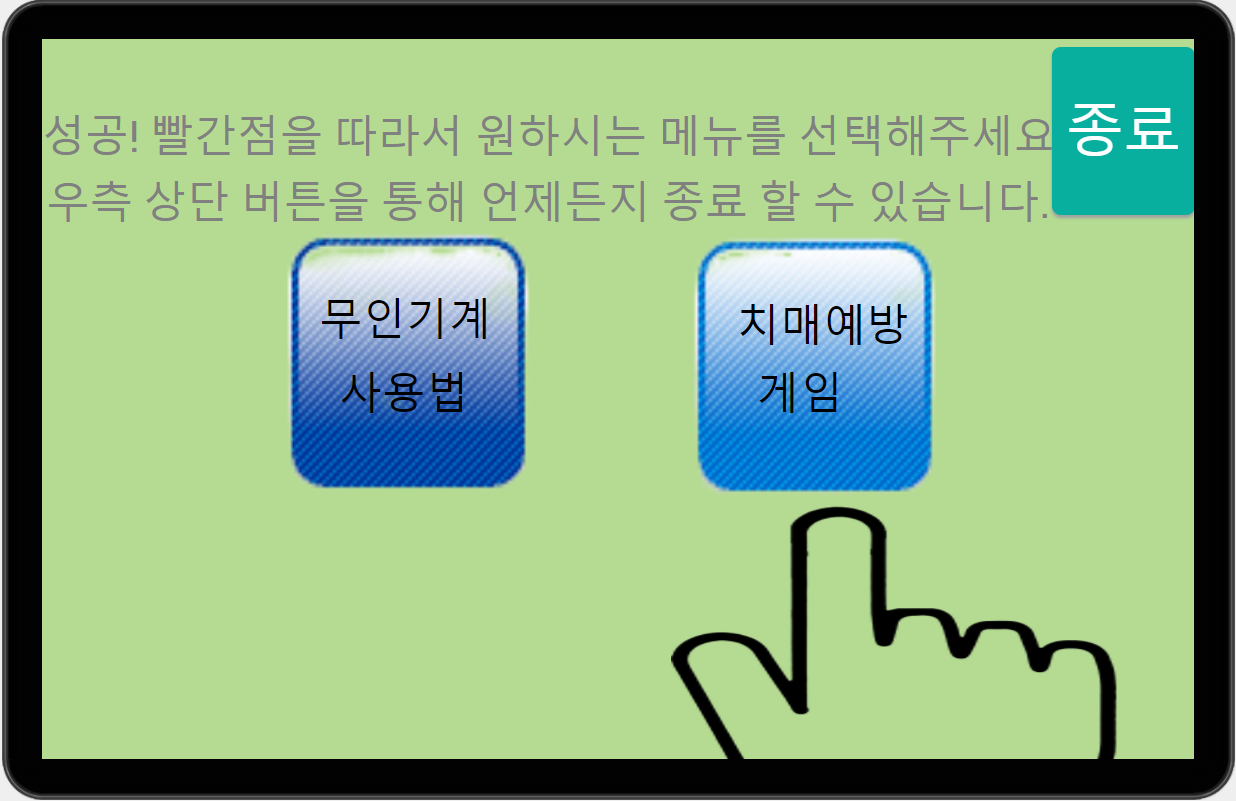 성공! 빨간점을 따라서 원하시는 메뉴를 선택해주세요
종료
우측 상단 버튼을 통해 언제든지 종료 할 수 있습니다.
무인기계
사용법
치매예방
게임